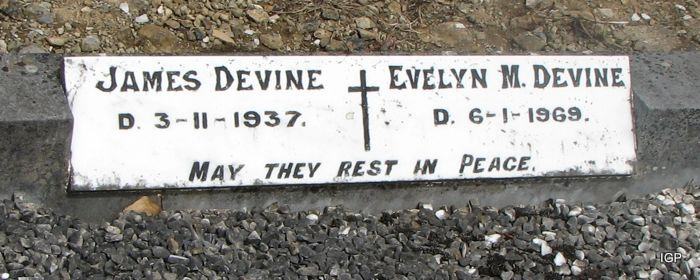 JAMES DEVINE
D. 3-11-1937.
EVELYN M. DEVINE
D. 6-1-1969.
MAY THEY REST IN PEACE.
IGP